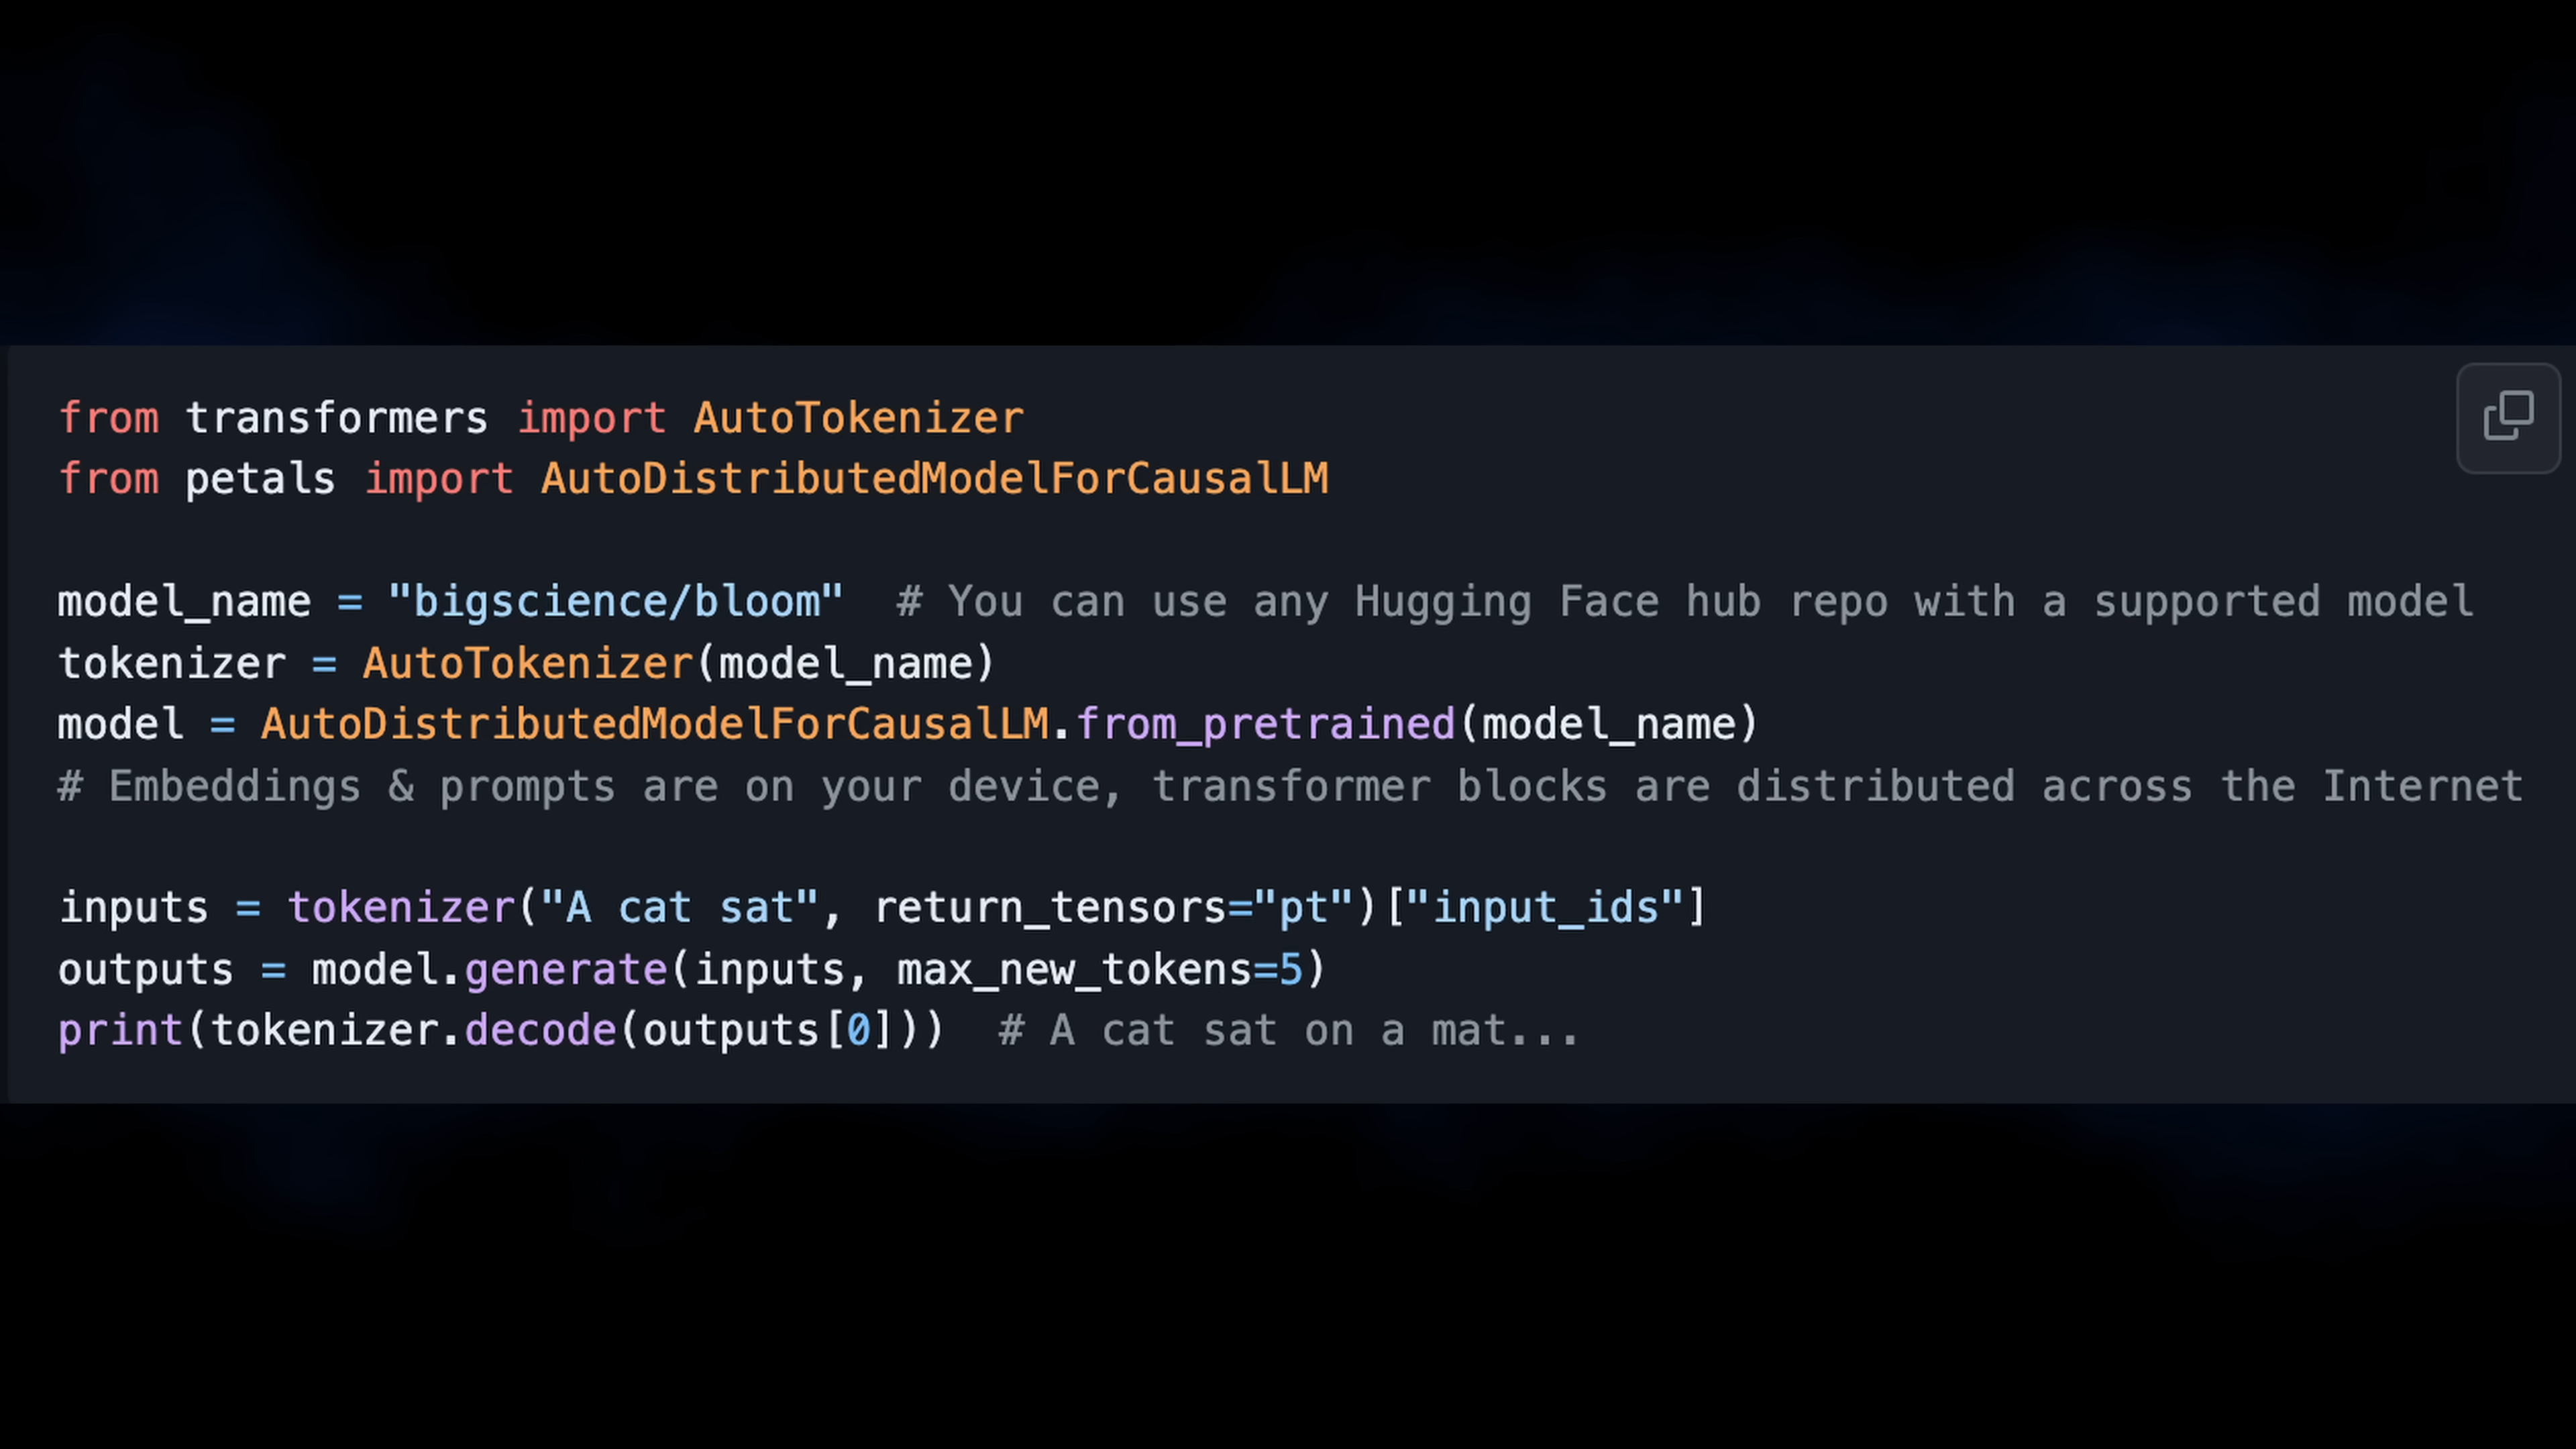 from transformers import AutoTokenizer
from petals import AutoDistributedModelForCausalLM
model_name = "bigscience/bloom"  # You can use any Hugging Face hub repo with a supported model
tokenizer = AutoTokenizer(model_name)
model = AutoDistributedModelForCausalLM.from_pretrained(model_name)
# Embeddings & prompts are on your device, transformer blocks are distributed across the Internet
inputs = tokenizer("A cat sat", return_tensors="pt")["input_ids"]
outputs = model.generate(inputs, max_new_tokens=5)
print(tokenizer.decode(outputs[0]))  # A cat sat on a mat...